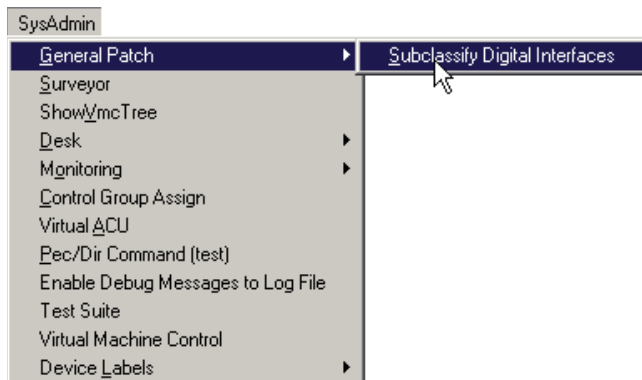 SysAdmin
General Patch
Subclassify Digital Interfaces
Surveyor
ShowVmcTree
Desk
Monitoring
Control Group Assign
Virtual ACU
Pec/Dir Command (test)
Enable Debug Messages to Log File
Test Suite
Virtual Machine Control
Device Labels